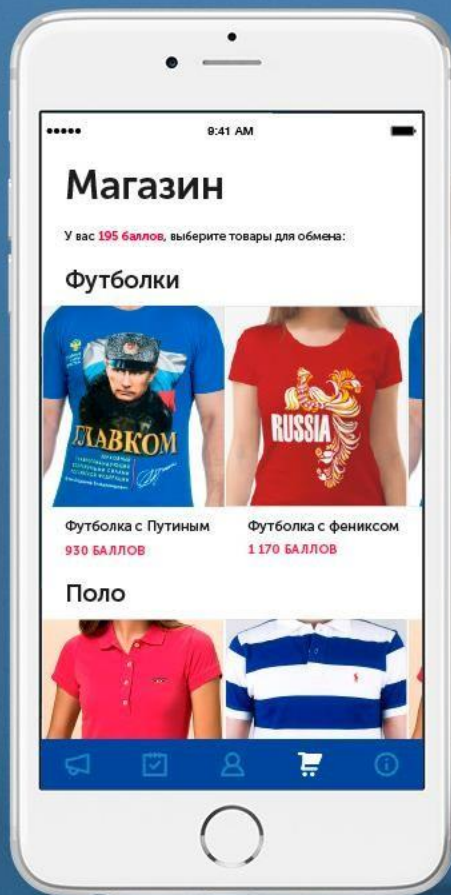 9:41 AM
Магазин
У вас 195 баллов, выберите товары для обмена:
Футболки
ГЛАВКОМ
RUSSIA
Футболка с Путиным
Футболка с фениксом
930 БАЛЛОВ
1 170 БАЛЛОВ
Поло